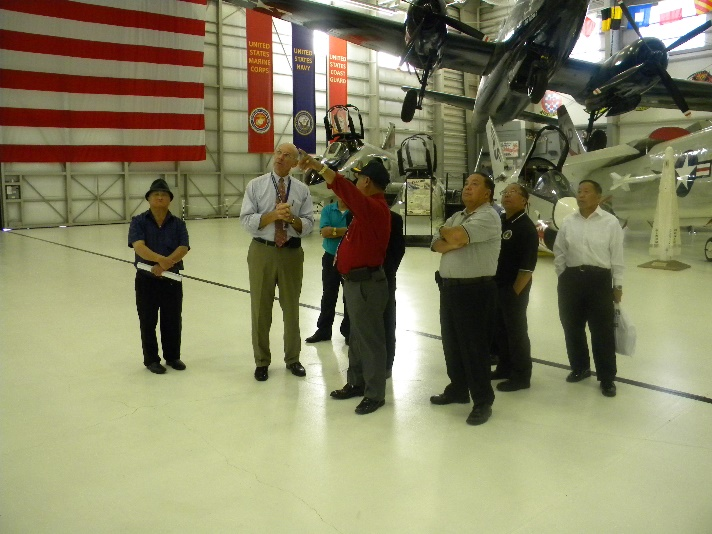 UNITED
STATES
MARINE
CORPS
UNITED
STATES
NAVY
UNITED
STATES
COAST
GUARD